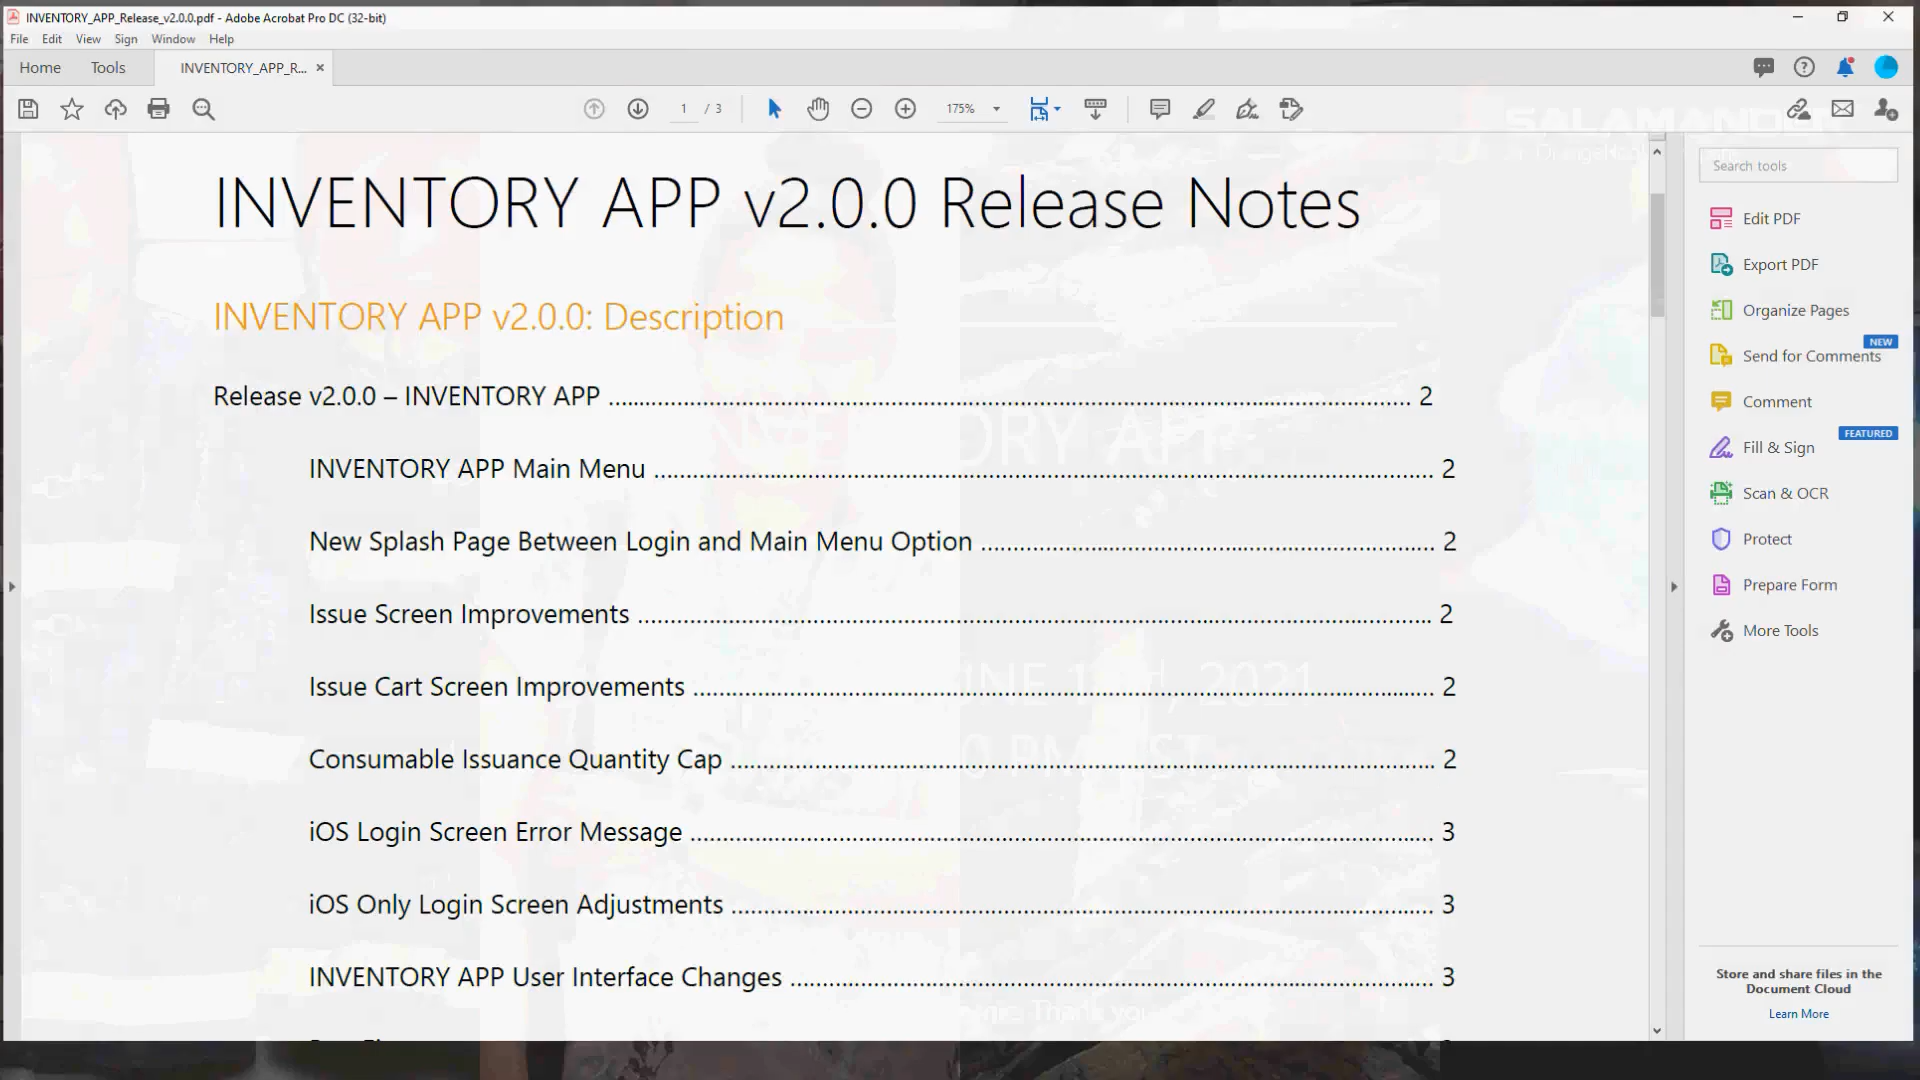 INVENTORY_APP_Release_v2.0.0.pdf - Adobe Acrobat Pro DC (32-bit)
File Edit View Sign Window Help
Home Tools INVENTORY_APP_R... ×
1 / 3 175%
SALAMANDER
Search tools
INVENTORY APP v2.0.0 Release Notes
INVENTORY APP v2.0.0: Description
Release v2.0.0 – INVENTORY APP 2
INVENTORY APP Main Menu 2
New Splash Page Between Login and Main Menu Option 2
Issue Screen Improvements 2
Issue Cart Screen Improvements 2
Consumable Issuance Quantity Cap 2
iOS Login Screen Error Message 3
iOS Only Login Screen Adjustments 3
INVENTORY APP User Interface Changes 3
Edit PDF
Export PDF
Organize Pages
NEW
Send for Comments
Comment
FEATURED
Fill & Sign
Scan & OCR
Protect
Prepare Form
More Tools
Store and share files in the
Document Cloud
Learn More